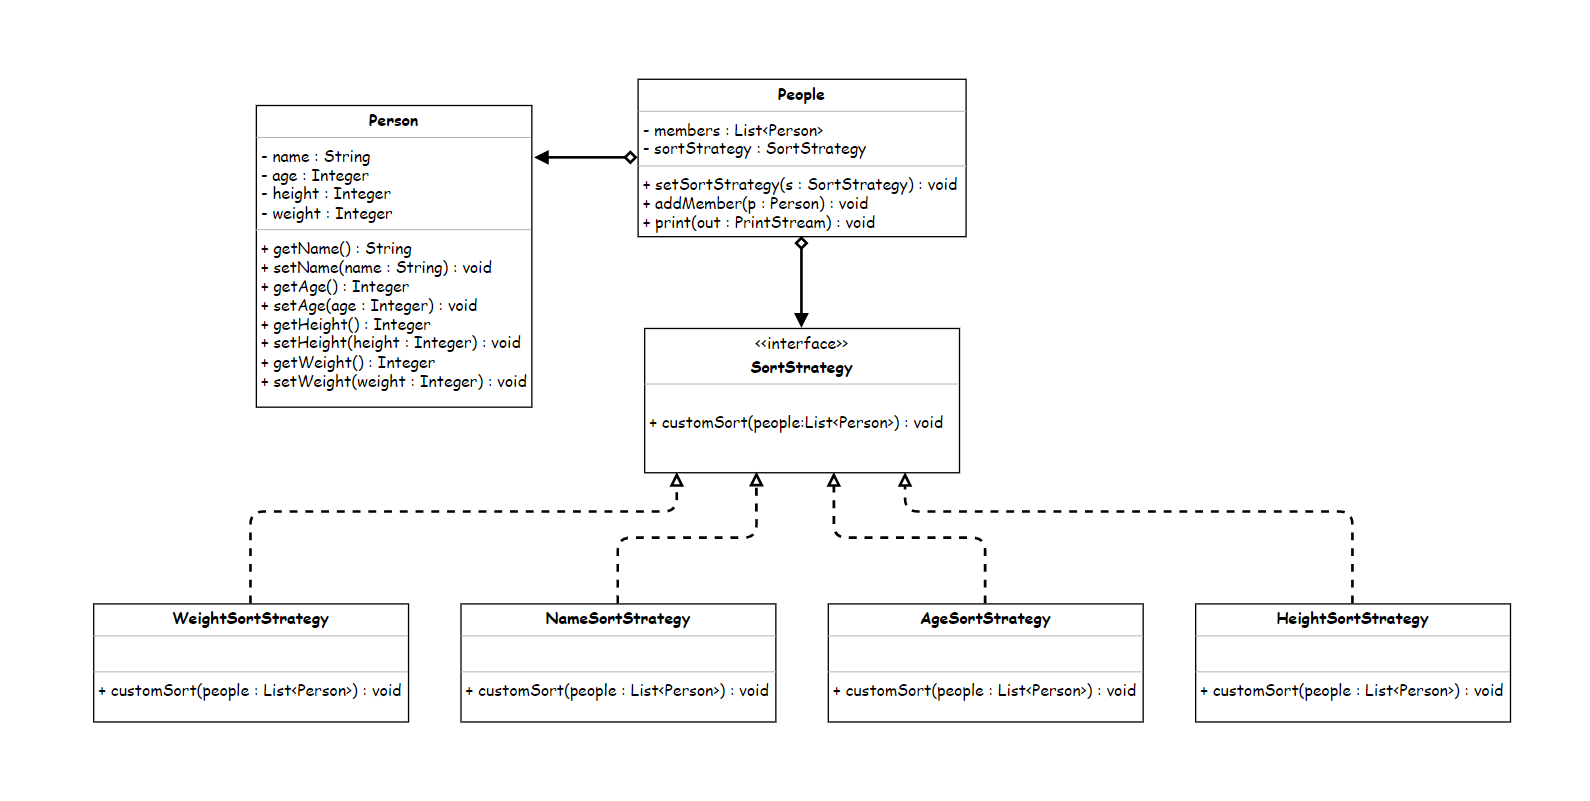 People
- members : List<Person>
- sortStrategy : SortStrategy
+ setSortStrategy(s : SortStrategy) : void
+ addMember(p : Person) : void
+ print(out : PrintStream) : void
Person
- name : String
- age : Integer
- height : Integer
- weight : Integer
+ getName() : String
+ setName(name : String) : void
+ getAge() : Integer
+ setAge(age : Integer) : void
+ getHeight() : Integer
+ setHeight(height : Integer) : void
+ getWeight() : Integer
+ setWeight(weight : Integer) : void
<<interface>>
SortStrategy
+ customSort(people:List<Person>) : void
WeightSortStrategy
+ customSort(people : List<Person>) : void
NameSortStrategy
+ customSort(people : List<Person>) : void
AgeSortStrategy
+ customSort(people : List<Person>) : void
HeightSortStrategy
+ customSort(people : List<Person>) : void